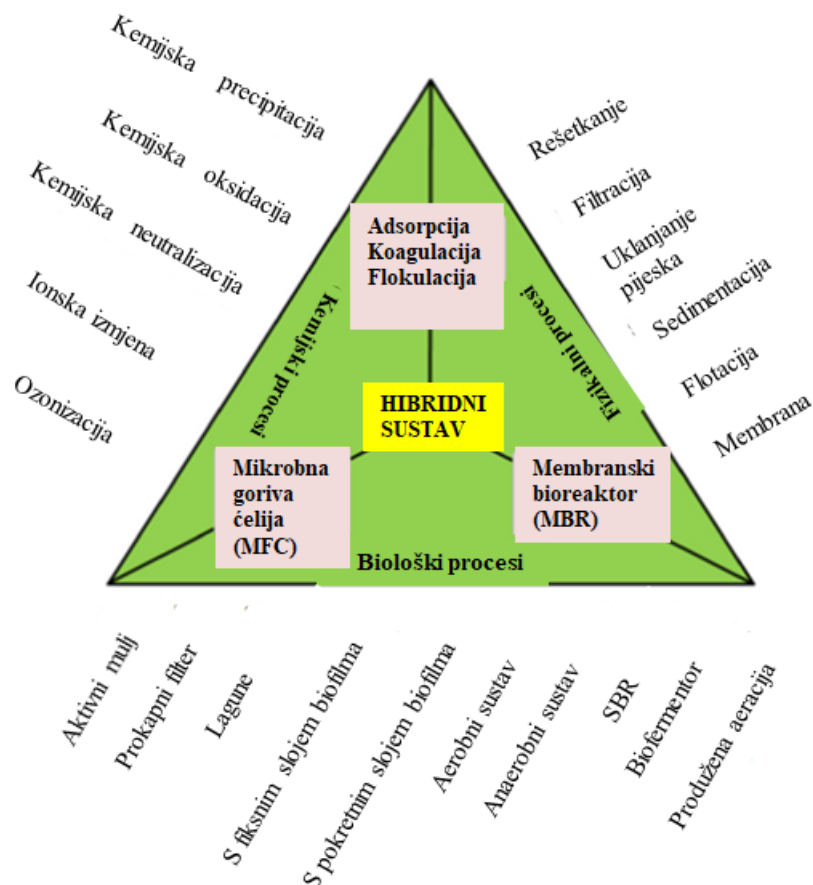 Kemijska precipitacija
Kemijska oksidacija
Kemijska neutralizacija
Ionska izmjena
Ozonizacija
Rešetkanje
Filtracija
Uklanjanje
pijeska
Sedimentacija
Flotacija
Membrana
Adsorpcija
Koagulacija
Flokulacija
Kemijski procesi
Fizikalni procesi
HIBRIDNI
SUSTAV
Mikrobna
goriva
ćelija
(MFC)
Membranski
bioreaktor
(MBR)
Biološki procesi
Aktivni mulj
Prokapni filter
Lagune
S fiksnim slojem biofilma
S pokretnim slojem biofilma
Aerobni sustav
Anaerobni sustav
SBR
Biofermentor
Produžena aeracija